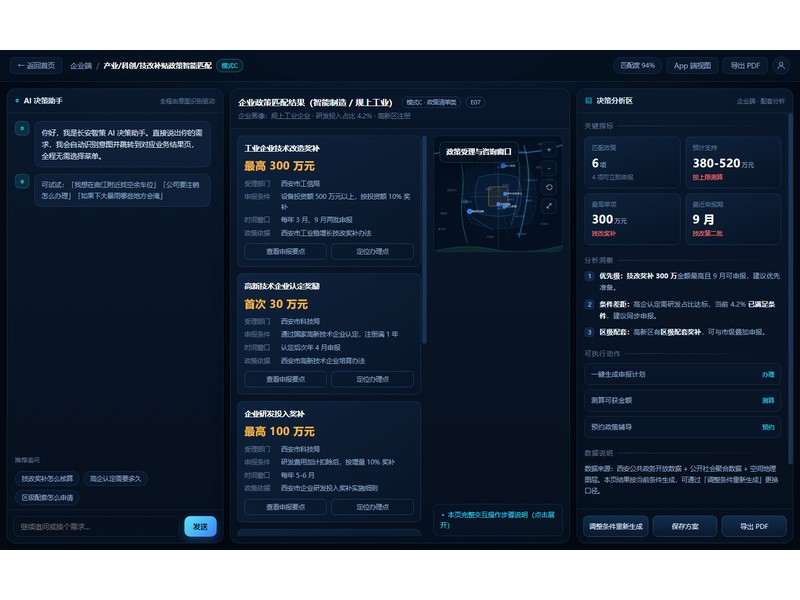 ← 返回首页
企业端 / 产业/科创/技改补贴政策智能匹配 模式C
匹配度 94%
App 端视图
导出 PDF
AI 决策助手
全程由意图识别驱动
你好，我是长安智策 AI 决策助手。直接说出你的需
求，我会自动识别意图并跳转到对应业务结果页，
全程无需选择菜单。
可试试：「我想在曲江附近找空余车位」「公司要注销
怎么办理」「如果下大暴雨哪些地方会淹」
推荐追问
技改奖补怎么核算
高企认定需要多久
区级配套怎么申请
继续追问或换个需求...
发送
企业政策匹配结果（智能制造 / 规上工业）
模式C · 政策清单类
E07
企业画像：规上工业企业 · 研发投入占比 4.2% · 高新区注册
工业企业技术改造奖补
最高 300 万元
受理部门 西安市工信局
申报条件 设备投资额 500 万元以上，按投资额 10% 奖
补
时间窗口 每年 3 月、9 月两批申报
政策依据 西安市工业稳增长技改奖补办法
查看申报要点
定位办理点
高新技术企业认定奖励
首次 30 万元
受理部门 西安市科技局
申报条件 通过国家高新技术企业认定，注册满 1 年
时间窗口 认定后次年 4 月申报
政策依据 西安市高新技术企业培育办法
查看申报要点
定位办理点
企业研发投入奖补
最高 100 万元
受理部门 西安市科技局
申报条件 研发费用加计扣除后，按增量 10% 奖补
时间窗口 每年 5-6 月
政策依据 西安市企业研发投入奖补实施细则
查看申报要点
定位办理点
政策受理与咨询窗口
+
−
• 本页完整交互操作步骤说明（点击展
开）
决策分析区
企业端 · 配套分析
关键指标
匹配政策
6项
4 项可立即申报
预计支持
380-520万元
按上限测算
最高单项
300万元
技改奖补
最近申报期
9 月
技改第二批
分析洞察
1 优先级：技改奖补 300 万金额最高且 9 月可申报，建议优先
准备。
2 条件差距：高企认定需研发占比达标，当前 4.2% 已满足条
件，建议同步申报。
3 区级配套：高新区有区级配套奖补，可与市级叠加申报。
可执行动作
一键生成申报计划 办理
测算可获金额 测算
预约政策辅导 预约
数据说明
数据来源：西安公共政务开放数据 + 公开社会聚合数据 + 空间地理
图层。本页结果按当前条件生成，可通过「调整条件重新生成」更换
口径。
调整条件重新生成
保存方案
导出 PDF